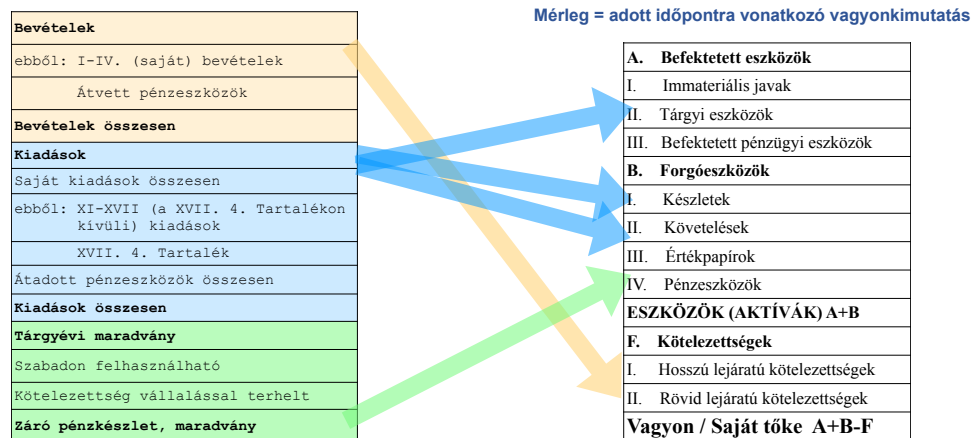 Mérleg = adott időpontra vonatkozó vagyonkimutatás
Bevételek
ebből: I-IV. (saját) bevételek
Átvett pénzeszközök
Bevételek összesen
Kiadások
Saját kiadások összesen
ebből: XI-XVII (a XVII. 4. Tartalékon
kívüli) kiadások
XVII. 4. Tartalék
Átadott pénzeszközök összesen
Kiadások összesen
Tárgyévi maradvány
Szabadon felhasználható
Kötelezettség vállalással terhelt
Záró pénzkészlet, maradvány
A. Befektetett eszközök
I. Immateriális javak
II. Tárgyi eszközök
III. Befektetett pénzügyi eszközök
B. Forgóeszközök
I. Készletek
II. Követelések
III. Értékpapírok
IV. Pénzeszközök
ESZKÖZÖK (AKTÍVÁK) A+B
F. Kötelezettségek
I. Hosszú lejáratú kötelezettségek
II. Rövid lejáratú kötelezettségek
Vagyon / Saját tőke A+B-F